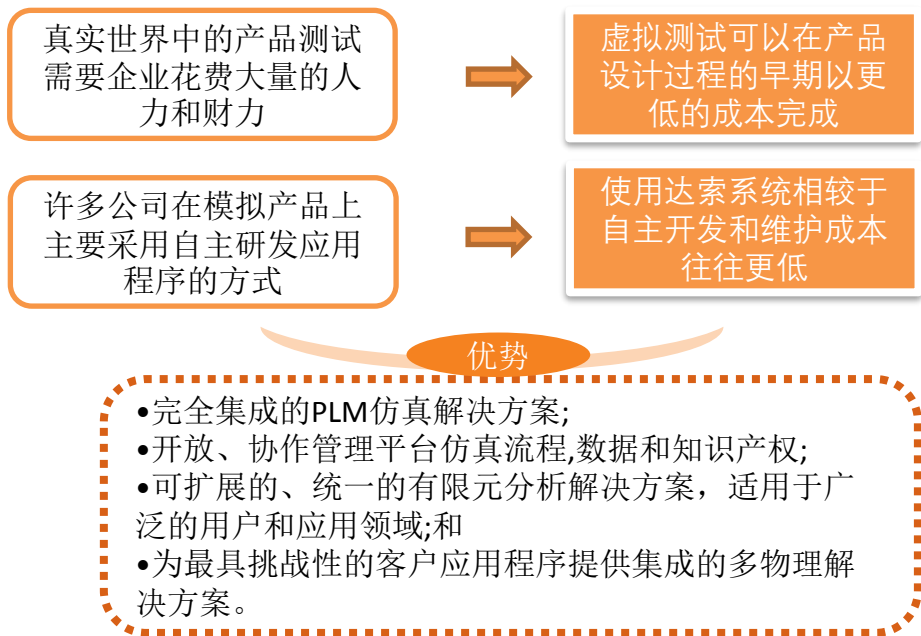 真实世界中的产品测试
需要企业花费大量的人
力和财力
虚拟测试可以在产品
设计过程的早期以更
低的成本完成
许多公司在模拟产品上
主要采用自主研发应用
程序的方式
使用达索系统相较于
自主开发和维护成本
往往更低
优势
•完全集成的PLM仿真解决方案;
•开放、协作管理平台仿真流程,数据和知识产权;
•可扩展的、统一的有限元分析解决方案，适用于广
泛的用户和应用领域;和
•为最具挑战性的客户应用程序提供集成的多物理解
决方案。